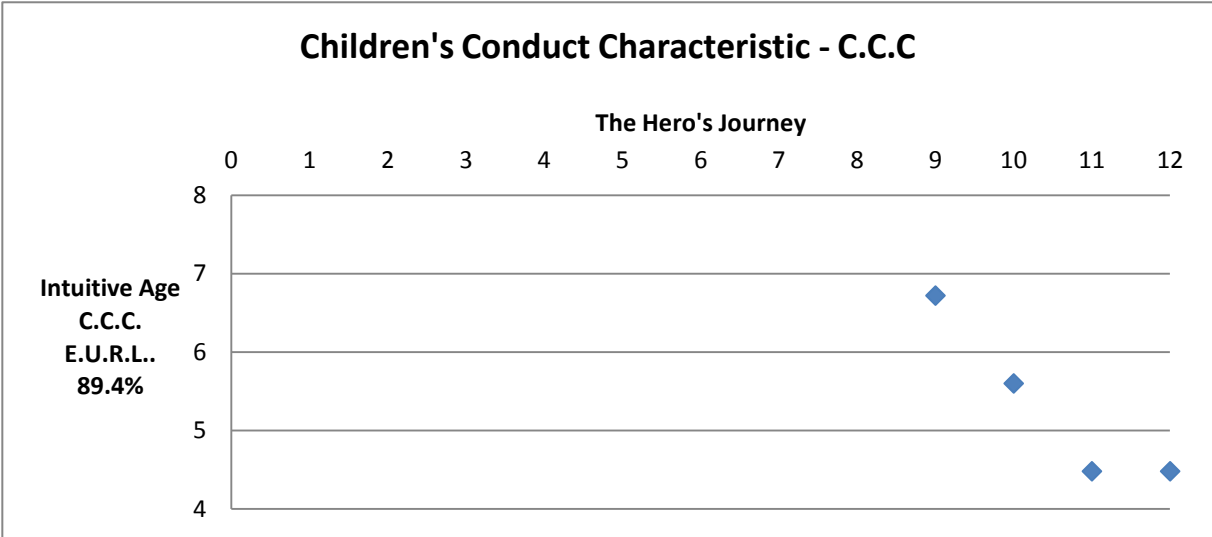 Children's Conduct Characteristic - C.C.C
The Hero's Journey
0 1 2 3 4 5 6 7 8 9 10 11 12
8
7
Intuitive Age
C.C.C.
E.U.R.L..
89.4%
6
5
4